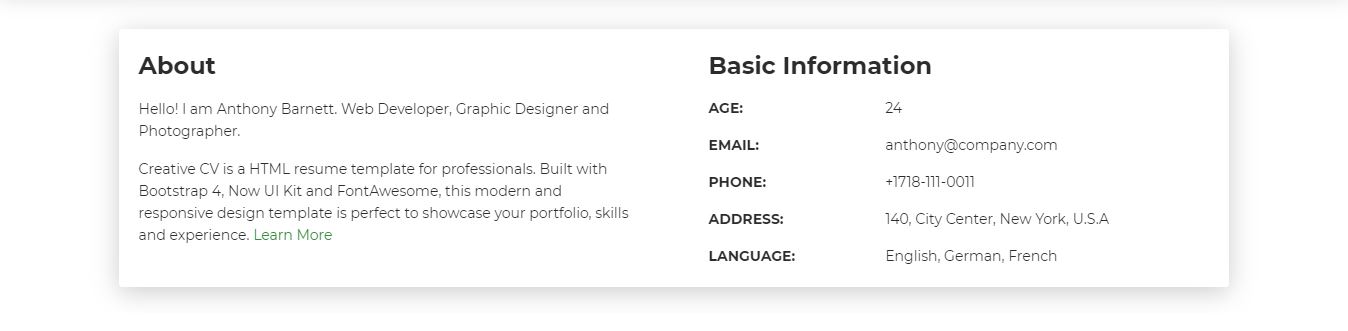 About
Hello! I am Anthony Barnett. Web Developer, Graphic Designer and
Photographer.
Creative CV is a HTML resume template for professionals. Built with
Bootstrap 4, Now UI Kit and FontAwesome, this modern and
responsive design template is perfect to showcase your portfolio, skills
and experience. Learn More
Basic Information
AGE: 24
EMAIL: anthony@company.com
PHONE: +1718-111-0011
ADDRESS: 140, City Center, New York, U.S.A
LANGUAGE: English, German, French